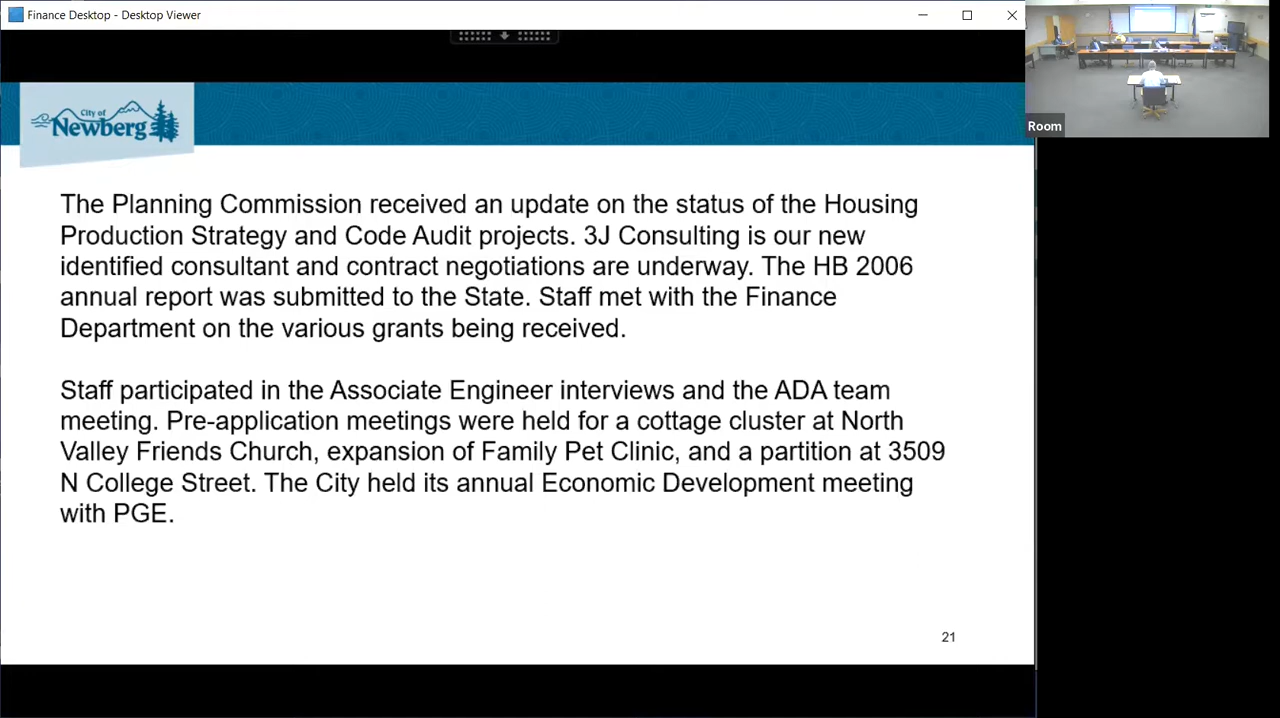 Finance Desktop - Desktop Viewer
Room
City of
Newberg
The Planning Commission received an update on the status of the Housing
Production Strategy and Code Audit projects. 3J Consulting is our new
identified consultant and contract negotiations are underway. The HB 2006
annual report was submitted to the State. Staff met with the Finance
Department on the various grants being received.
Staff participated in the Associate Engineer interviews and the ADA team
meeting. Pre-application meetings were held for a cottage cluster at North
Valley Friends Church, expansion of Family Pet Clinic, and a partition at 3509
N College Street. The City held its annual Economic Development meeting
with PGE.
21